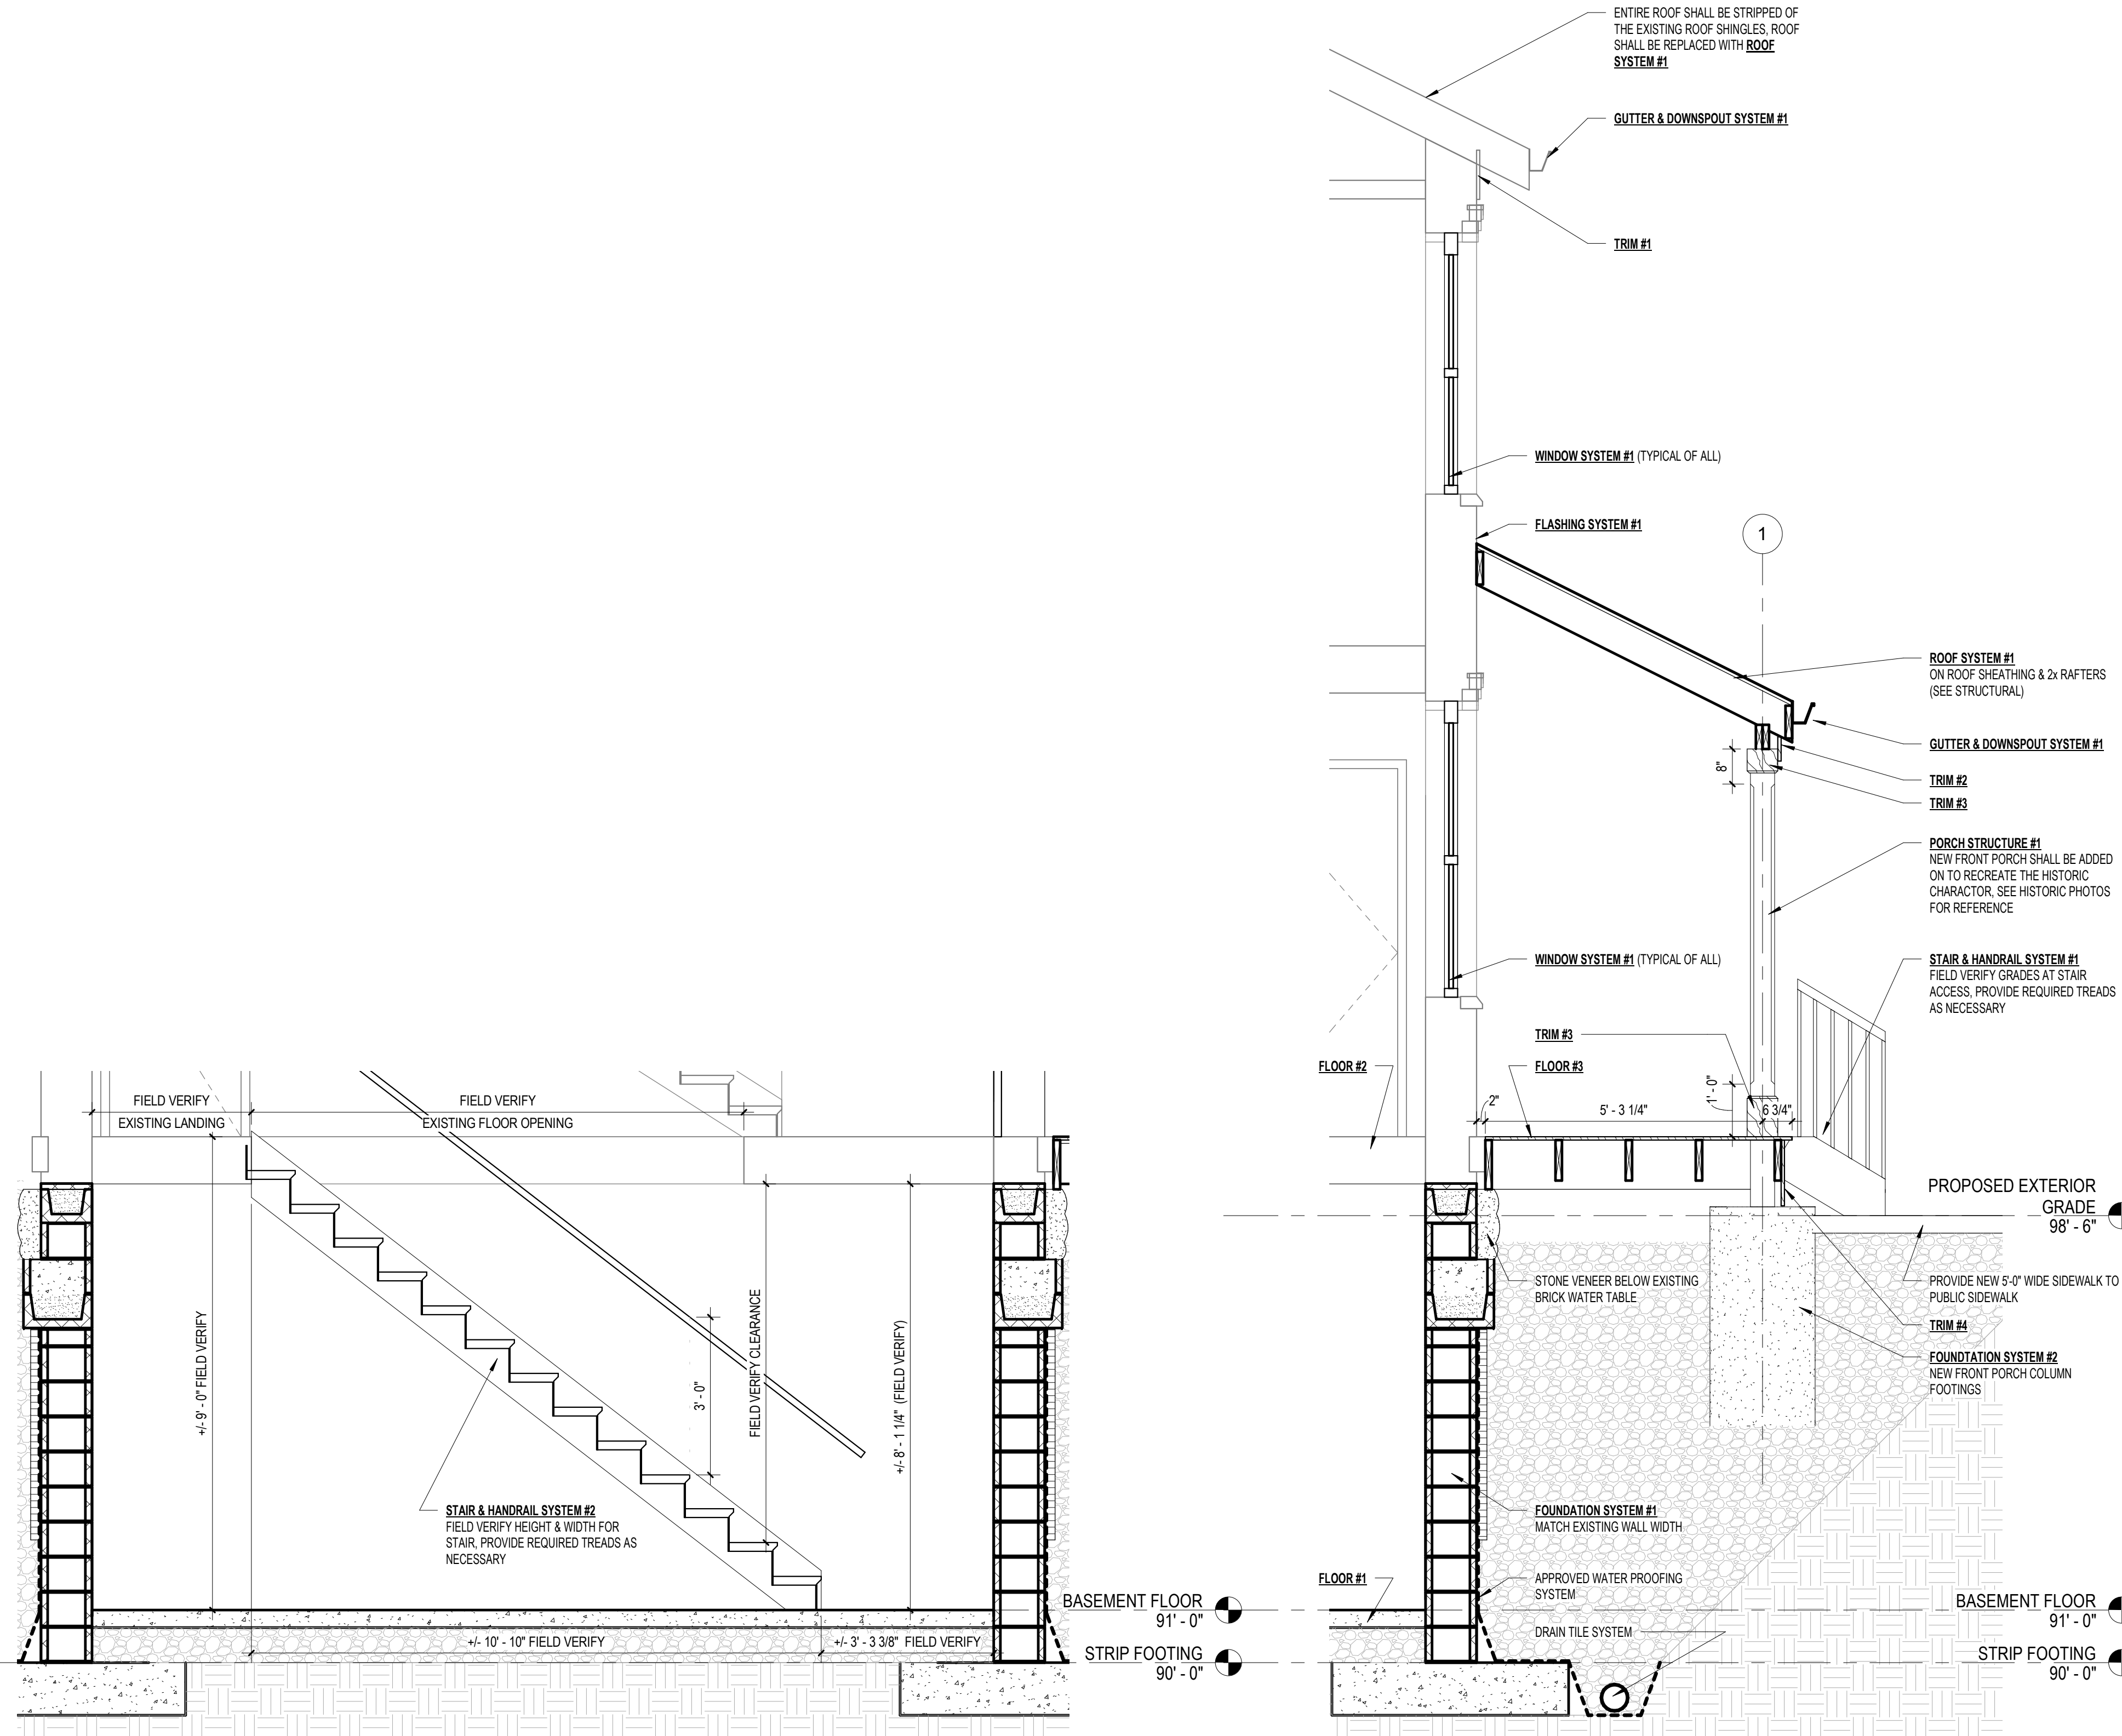 ENTIRE ROOF SHALL BE STRIPPED OF
THE EXISTING ROOF SHINGLES, ROOF
SHALL BE REPLACED WITH ROOF
SYSTEM #1
GUTTER & DOWNSPOUT SYSTEM #1
TRIM #1
WINDOW SYSTEM #1 (TYPICAL OF ALL)
FLASHING SYSTEM #1
1
ROOF SYSTEM #1
ON ROOF SHEATHING & 2x RAFTERS
(SEE STRUCTURAL)
GUTTER & DOWNSPOUT SYSTEM #1
8"
TRIM #2
TRIM #3
PORCH STRUCTURE #1
NEW FRONT PORCH SHALL BE ADDED
ON TO RECREATE THE HISTORIC
CHARACTOR, SEE HISTORIC PHOTOS
FOR REFERENCE
WINDOW SYSTEM #1 (TYPICAL OF ALL)
STAIR & HANDRAIL SYSTEM #1
FIELD VERIFY GRADES AT STAIR
ACCESS, PROVIDE REQUIRED TREADS
AS NECESSARY
TRIM #3
FLOOR #2
FLOOR #3
2"
5' - 3 1/4"
1' - 0"
6 3/4"
PROPOSED EXTERIOR
GRADE
98' - 6"
STONE VENEER BELOW EXISTING
BRICK WATER TABLE
PROVIDE NEW 5'-0" WIDE SIDEWALK TO
PUBLIC SIDEWALK
TRIM #4
FOUNDTATION SYSTEM #2
NEW FRONT PORCH COLUMN
FOOTINGS
FOUNDATION SYSTEM #1
MATCH EXISTING WALL WIDTH
FLOOR #1
APPROVED WATER PROOFING
SYSTEM
DRAIN TILE SYSTEM
BASEMENT FLOOR
91' - 0"
STRIP FOOTING
90' - 0"
FIELD VERIFY
EXISTING LANDING
FIELD VERIFY
EXISTING FLOOR OPENING
+/- 9' - 0" FIELD VERIFY
3' - 0"
FIELD VERIFY CLEARANCE
+/- 8' - 1 1/4" (FIELD VERIFY)
STAIR & HANDRAIL SYSTEM #2
FIELD VERIFY HEIGHT & WIDTH FOR
STAIR, PROVIDE REQUIRED TREADS AS
NECESSARY
+/- 10' - 10" FIELD VERIFY
+/- 3' - 3 3/8" FIELD VERIFY
BASEMENT FLOOR
91' - 0"
STRIP FOOTING
90' - 0"